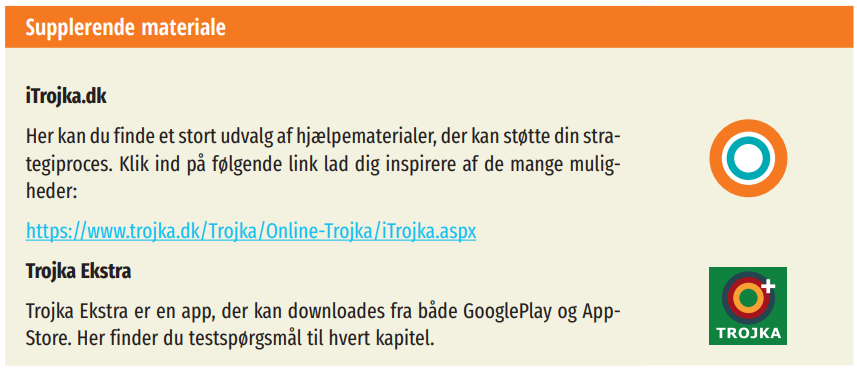 Supplerende materiale
iTrojka.dk
Her kan du finde et stort udvalg af hjælpematerialer, der kan støtte din stra-
tegiproces. Klik ind på følgende link lad dig inspirere af de mange mulig-
heder:
https://www.trojka.dk/Trojka/Online-Trojka/iTrojka.aspx
Trojka Ekstra
Trojka Ekstra er en app, der kan downloades fra både GooglePlay og App-
Store. Her finder du testspørgsmål til hvert kapitel.
+
TROJKA